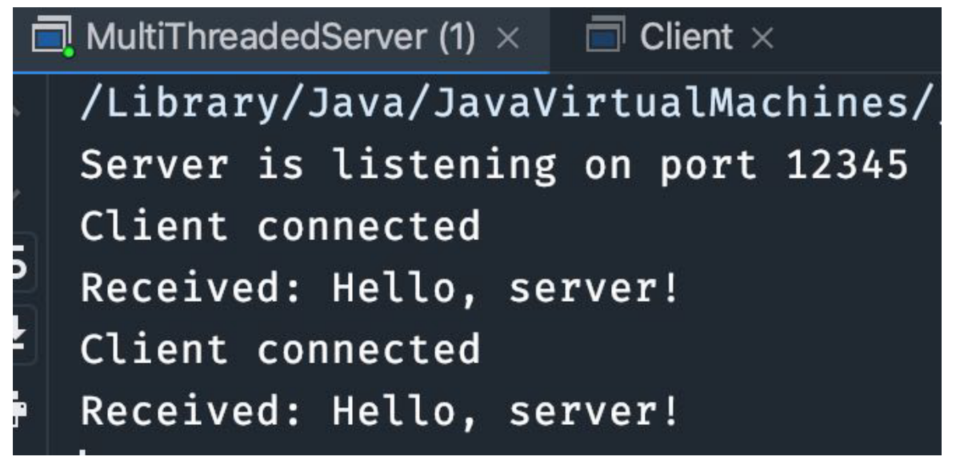 MultiThreadedServer (1) × Client ×
/Library/Java/JavaVirtualMachines/
Server is listening on port 12345
Client connected
Received: Hello, server!
Client connected
Received: Hello, server!